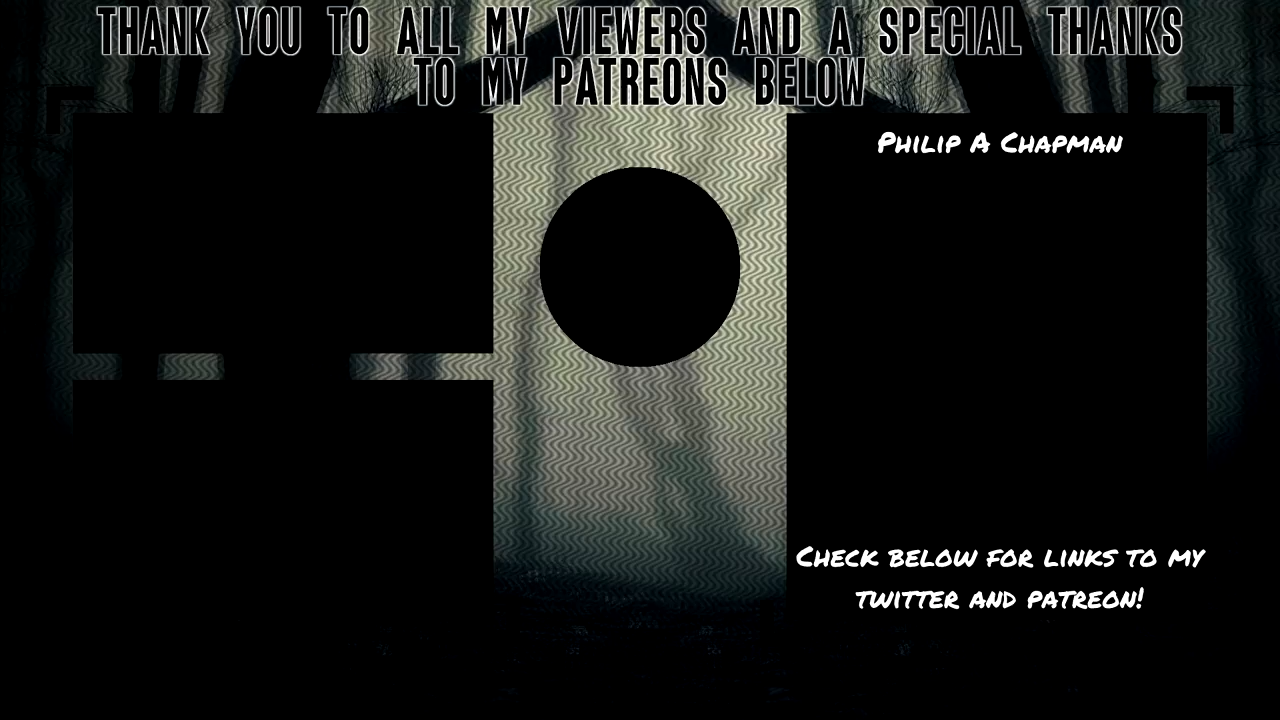 THANK YOU TO ALL MY VIEWERS AND A SPECIAL THANKS
TO MY PATREONS BELOW
PHILIP A CHAPMAN
CHECK BELOW FOR LINKS TO MY
TWITTER AND PATREON!